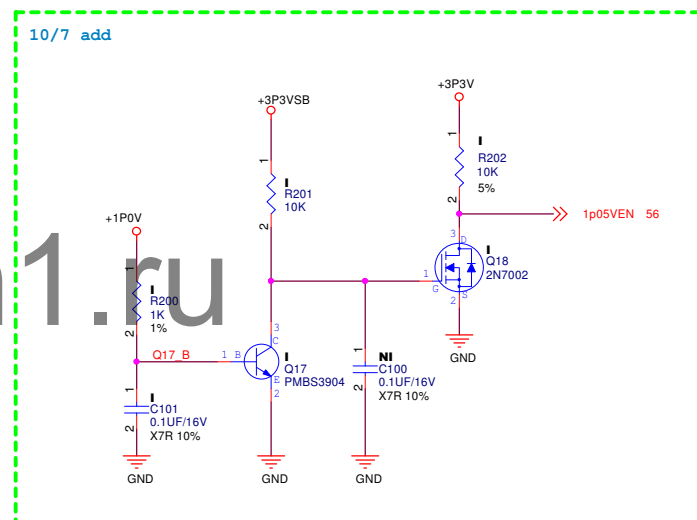 10/7 add
+3P3V
+3P3VSB
1
I
R202
10K
5%
2
1
I
R201
10K
2
1p05VEN 56
+1P0V
3 D
I
Q18
2N7002
1
G
2 S
1
I
R200
1K
1%
2
n1.ru
3
C
Q17_B
1 B
I
Q17
PMBS3904
E
2
GND
1
NI
C100
0.1UF/16V
X7R 10%
2
1
I
C101
0.1UF/16V
X7R 10%
2
GND
GND
GND